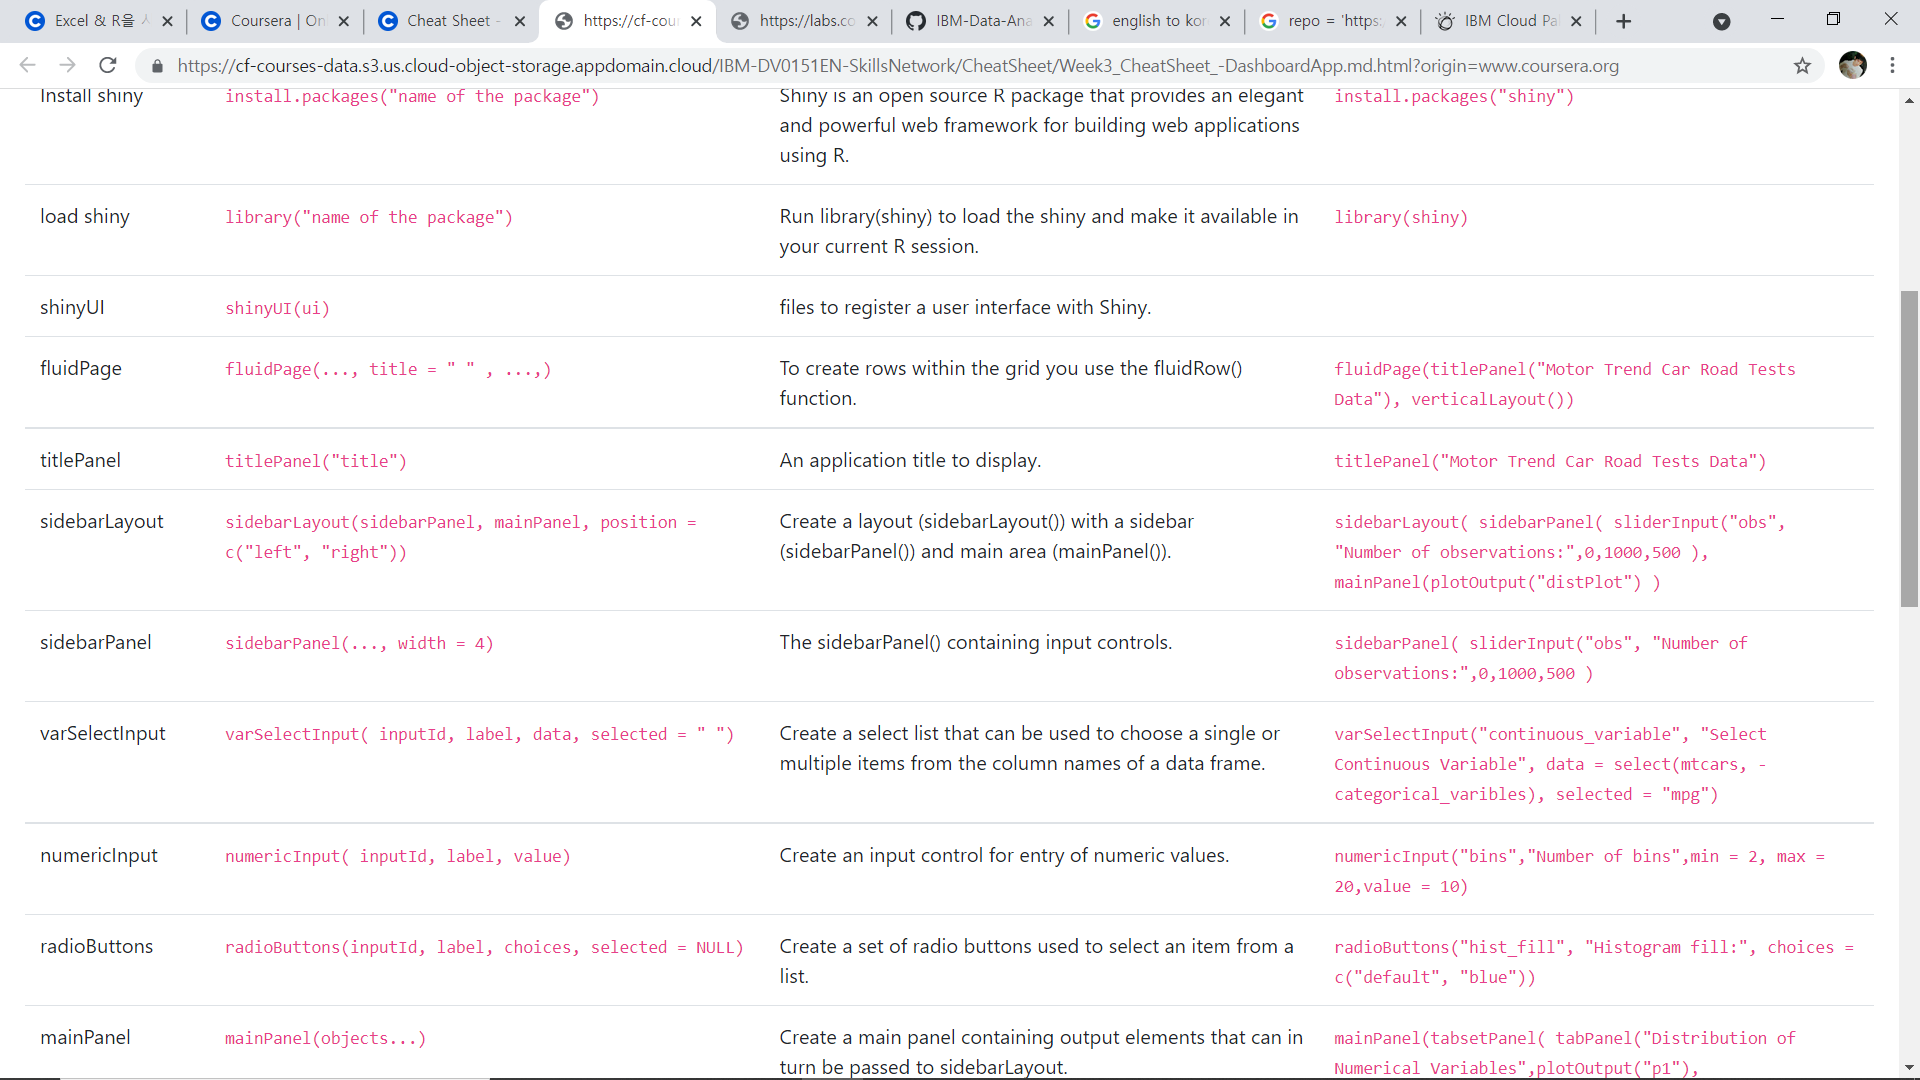 Excel & R을
Coursera | On
Cheat Sheet -
https://cf-cour
https://labs.co
IBM-Data-Ana
english to kor
repo = 'https:
IBM Cloud Pa
https://cf-courses-data.s3.us.cloud-object-storage.appdomain.cloud/IBM-DV0151EN-SkillsNetwork/CheatSheet/Week3_CheatSheet_-DashboardApp.md.html?origin=www.coursera.org
Install shiny
install.packages("name of the package")
Shiny is an open source R package that provides an elegant
and powerful web framework for building web applications
using R.
install.packages("shiny")
load shiny
library("name of the package")
Run library(shiny) to load the shiny and make it available in
your current R session.
library(shiny)
shinyUI
shinyUI(ui)
files to register a user interface with Shiny.
fluidPage
fluidPage(..., title = " " , ...,)
To create rows within the grid you use the fluidRow()
function.
fluidPage(titlePanel("Motor Trend Car Road Tests
Data"), verticalLayout())
titlePanel
titlePanel("title")
An application title to display.
titlePanel("Motor Trend Car Road Tests Data")
sidebarLayout
sidebarLayout(sidebarPanel, mainPanel, position =
c("left", "right"))
Create a layout (sidebarLayout()) with a sidebar
(sidebarPanel()) and main area (mainPanel()).
sidebarLayout( sidebarPanel( sliderInput("obs",
"Number of observations:",0,1000,500 ),
mainPanel(plotOutput("distPlot") )
sidebarPanel
sidebarPanel(..., width = 4)
The sidebarPanel() containing input controls.
sidebarPanel( sliderInput("obs", "Number of
observations:",0,1000,500 )
varSelectInput
varSelectInput( inputId, label, data, selected = " ")
Create a select list that can be used to choose a single or
multiple items from the column names of a data frame.
varSelectInput("continuous_variable", "Select
Continuous Variable", data = select(mtcars, -
categorical_varibles), selected = "mpg")
numericInput
numericInput( inputId, label, value)
Create an input control for entry of numeric values.
numericInput("bins","Number of bins",min = 2, max =
20,value = 10)
radioButtons
radioButtons(inputId, label, choices, selected = NULL)
Create a set of radio buttons used to select an item from a
list.
radioButtons("hist_fill", "Histogram fill:", choices =
c("default", "blue"))
mainPanel
mainPanel(objects...)
Create a main panel containing output elements that can in
turn be passed to sidebarLayout.
mainPanel(tabsetPanel( tabPanel("Distribution of
Numerical Variables",plotOutput("p1"),